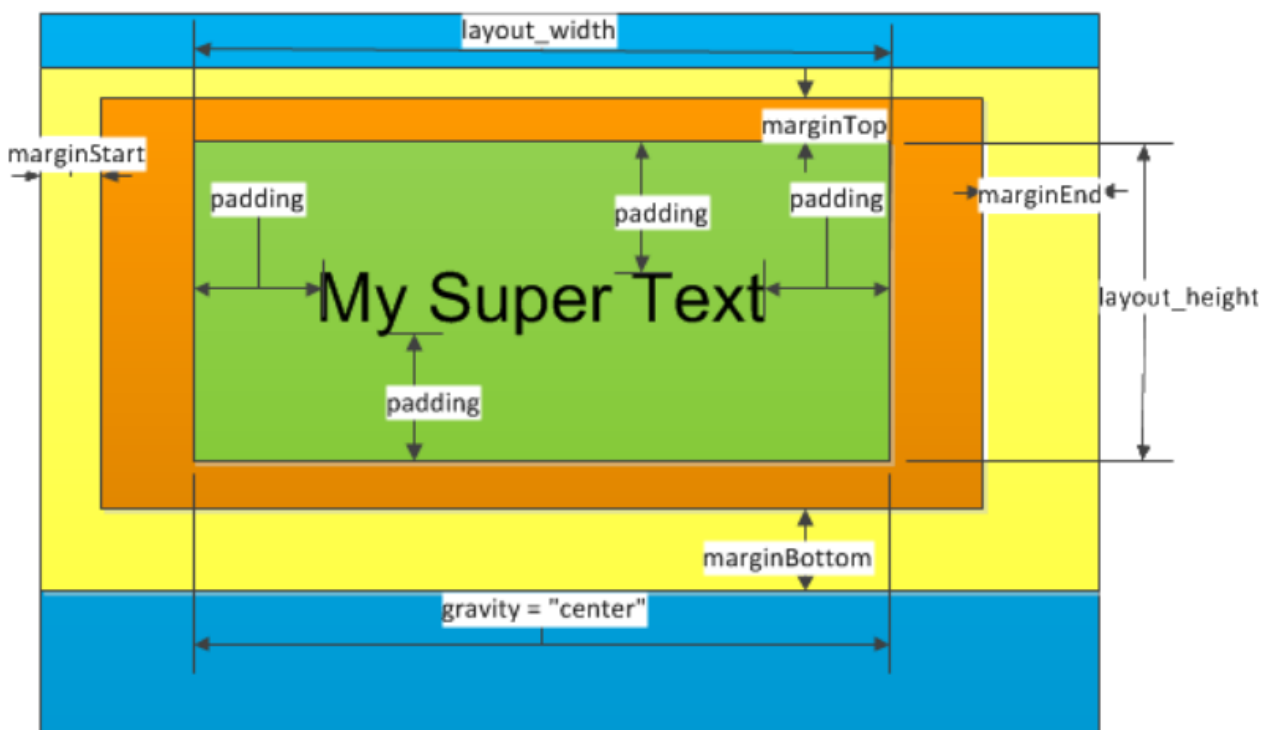 layout_width
marginTop
marginStart
padding
padding
padding
marginEnd
My Super Text
layout_height
padding
marginBottom
gravity = "center"